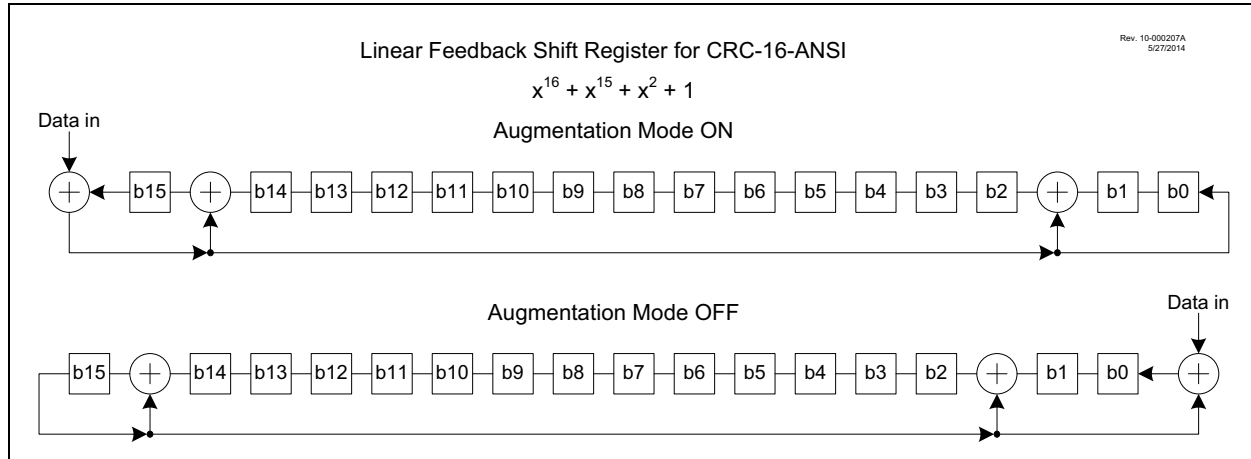 Linear Feedback Shift Register for CRC-16-ANSI
Rev. 10-000207A
5/27/2014
x^16 + x^15 + x^2 + 1
Augmentation Mode ON
Data in
b15 b14 b13 b12 b11 b10 b9 b8 b7 b6 b5 b4 b3 b2 b1 b0
Augmentation Mode OFF
Data in
b15 b14 b13 b12 b11 b10 b9 b8 b7 b6 b5 b4 b3 b2 b1 b0